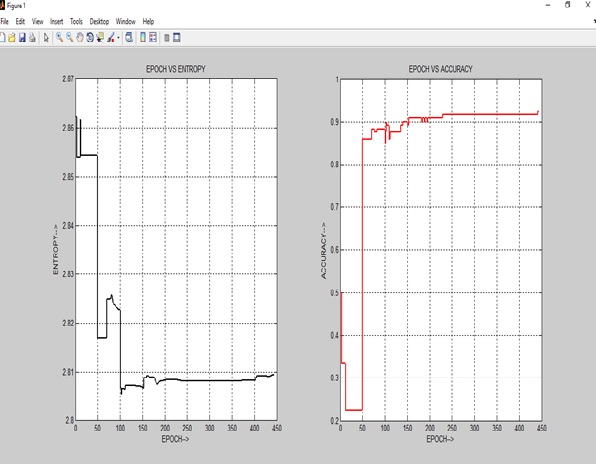 Figure 1
File Edit View Insert Tools Desktop Window Help
EPOCH VS ENTROPY
2.07
2.86
2.85
2.84
2.83
2.82
2.81
2.8
ENTROPY-->
0 50 100 150 200 250 300 350 400 450
EPOCH-->
EPOCH VS ACCURACY
1
0.9
0.8
0.7
0.6
0.5
0.4
0.3
0.2
ACCURACY-->
0 50 100 150 200 250 300 350 400 450
EPOCH-->